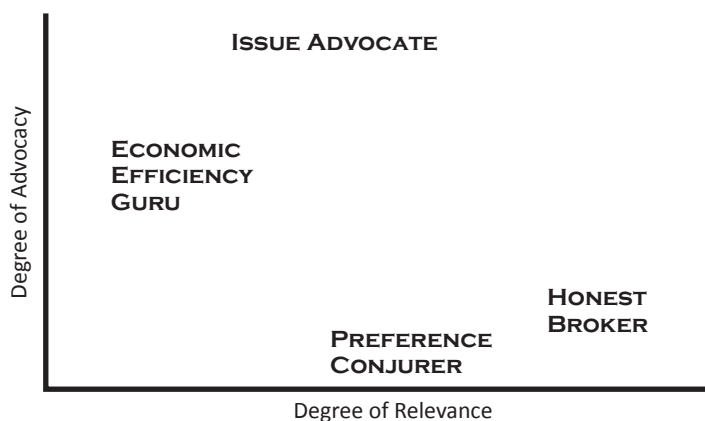 ISSUE ADVOCATE
Degree of Advocacy
ECONOMIC
EFFICIENCY
GURU
HONEST
BROKER
PREFERENCE
CONJURER
Degree of Relevance